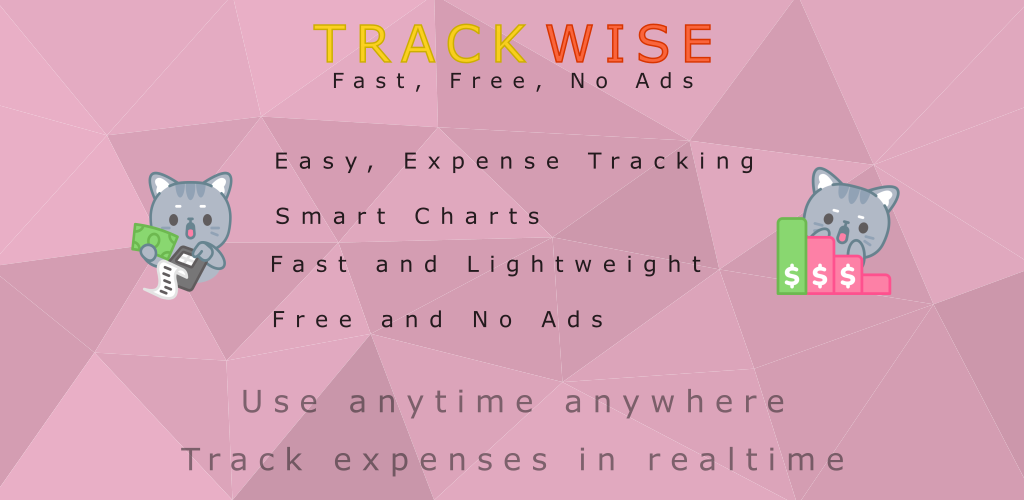 TRACK WISE
Fast, Free, No Ads
Easy, Expense Tracking
Smart Charts
Fast and Lightweight
Free and No Ads
$ $ $
Use anytime anywhere
Track expenses in realtime